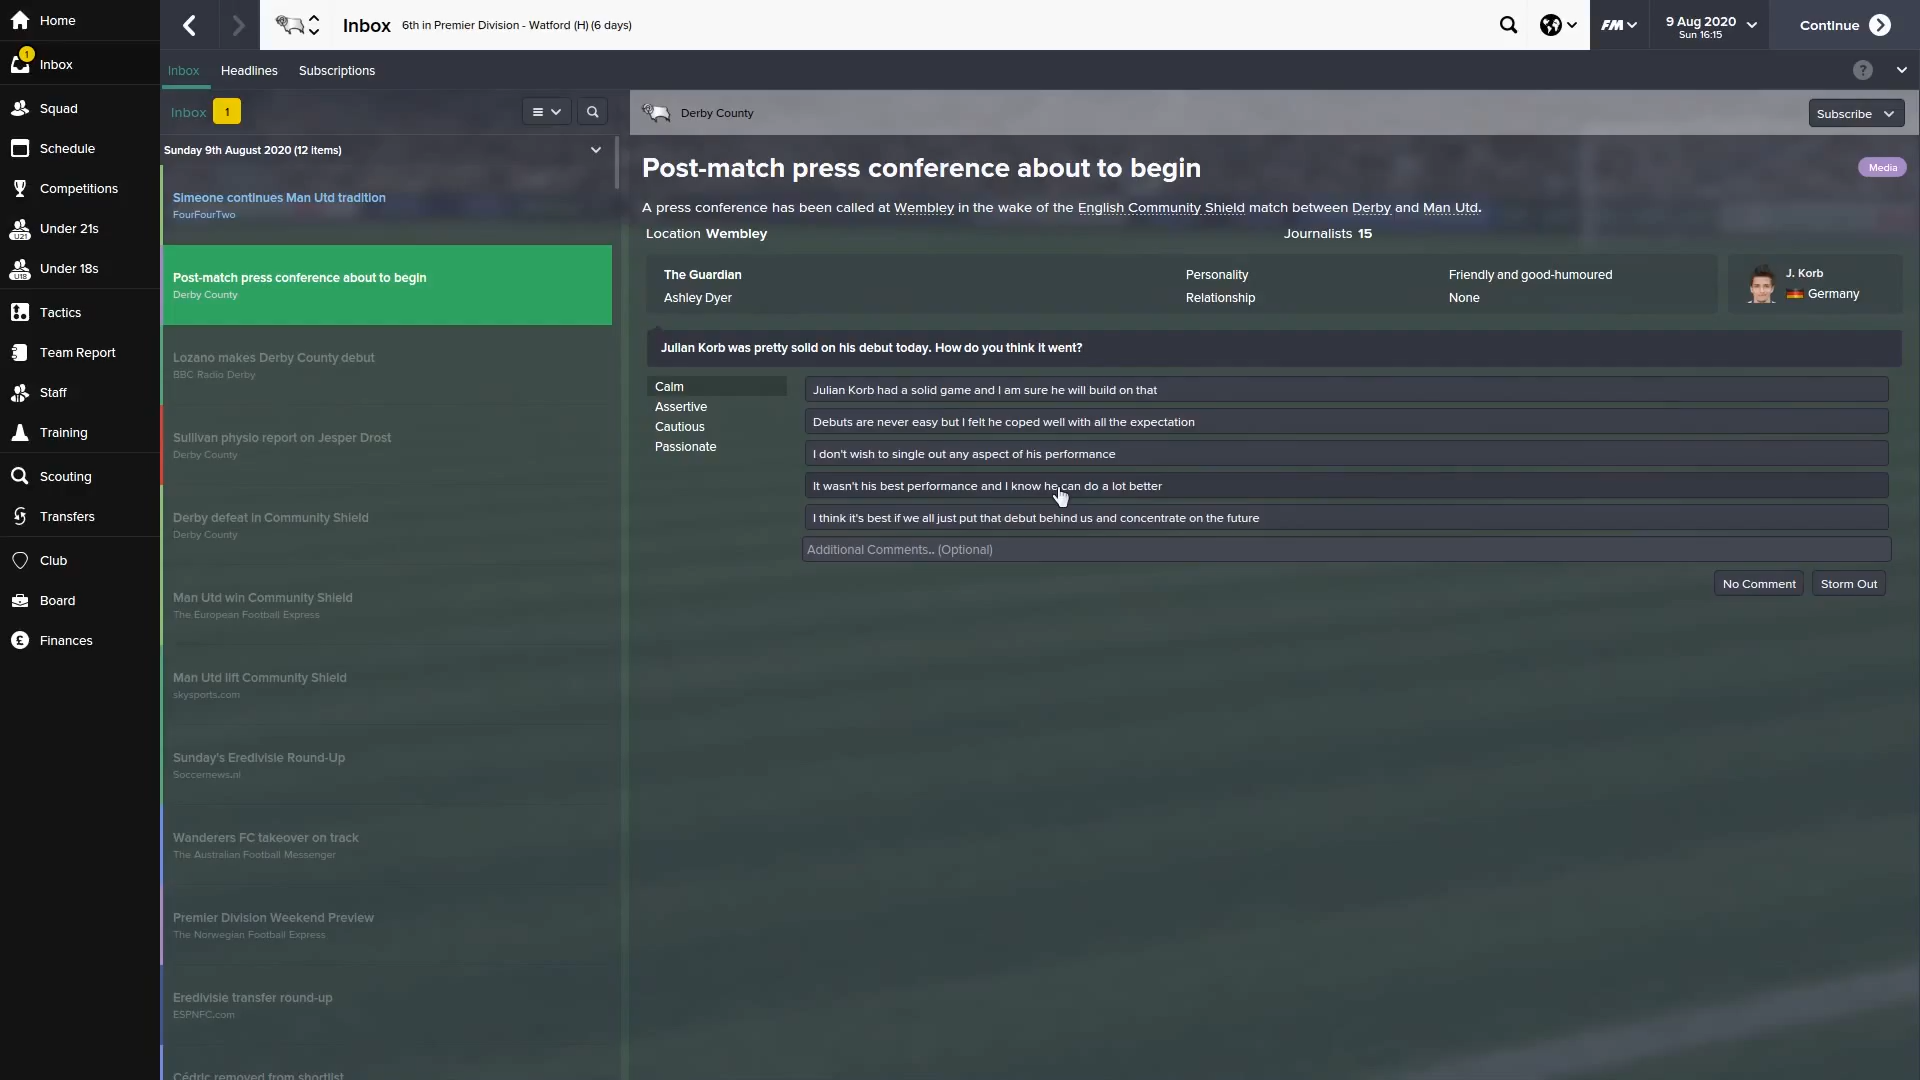 Home
Inbox
1
Squad
Schedule
Competitions
Under 21s
U21
Under 18s
U18
Tactics
Team Report
Staff
Training
Scouting
Transfers
Club
Board
Finances
Inbox 6th in Premier Division - Watford (H) (6 days)
FM
9 Aug 2020
Sun 16:15
Continue
Inbox Headlines Subscriptions
?
Inbox 1
Sunday 9th August 2020 (12 items)
Simeone continues Man Utd tradition
FourFourTwo
Post-match press conference about to begin
Derby County
Lozano makes Derby County debut
BBC Radio Derby
Sullivan physio report on Jesper Drost
Derby County
Derby defeat in Community Shield
Derby County
Man Utd win Community Shield
The European Football Express
Man Utd lift Community Shield
skysports.com
Sunday's Eredivisie Round-Up
Soccernews.nl
Wanderers FC takeover on track
The Australian Football Messenger
Premier Division Weekend Preview
The Norwegian Football Express
Eredivisie transfer round-up
ESPNFC.com
Cédric removed from shortlist
Derby County
Subscribe
Post-match press conference about to begin
Media
A press conference has been called at Wembley in the wake of the English Community Shield match between Derby and Man Utd.
Location Wembley
Journalists 15
The Guardian Personality Friendly and good-humoured
Ashley Dyer Relationship None
J. Korb
Germany
Julian Korb was pretty solid on his debut today. How do you think it went?
Calm
Assertive
Cautious
Passionate
Julian Korb had a solid game and I am sure he will build on that
Debuts are never easy but I felt he coped well with all the expectation
I don't wish to single out any aspect of his performance
It wasn't his best performance and I know he can do a lot better
I think it's best if we all just put that debut behind us and concentrate on the future
Additional Comments.. (Optional)
No Comment Storm Out